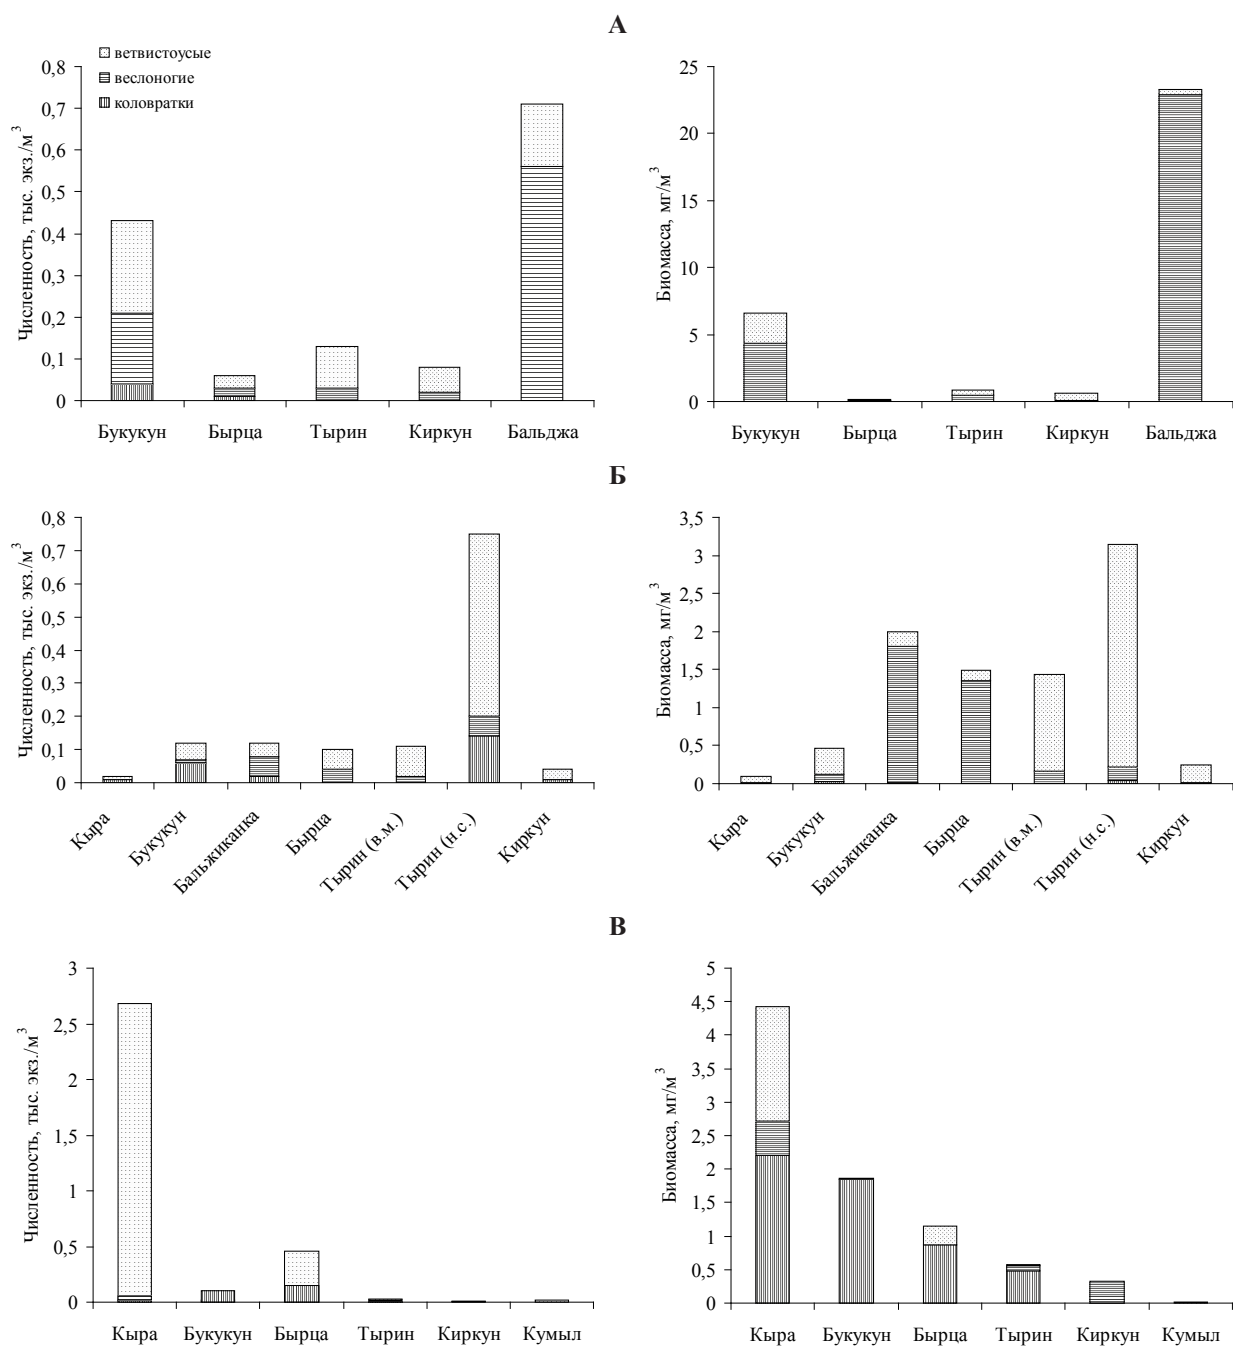 А
ветвистоусые
веслоногие
коловратки
Численность, тыс. экз./м³
0,8
0,7
0,6
0,5
0,4
0,3
0,2
0,1
0
Букукун Бырца Тырин Киркун Бальджа
Биомасса, мг/м³
25
20
15
10
5
0
Букукун Бырца Тырин Киркун Бальджа
Б
Численность, тыс. экз./м³
0,8
0,7
0,6
0,5
0,4
0,3
0,2
0,1
0
Кыра Букукун Бальжиканка Бырца Тырин (в.м.) Тырин (н.с.) Киркун
Биомасса, мг/м³
3,5
3
2,5
2
1,5
1
0,5
0
Кыра Букукун Бальжиканка Бырца Тырин (в.м.) Тырин (н.с.) Киркун
В
Численность, тыс. экз./м³
3
2,5
2
1,5
1
0,5
0
Кыра Букукун Бырца Тырин Киркун Кумыл
Биомасса, мг/м³
5
4,5
4
3,5
3
2,5
2
1,5
1
0,5
0
Кыра Букукун Бырца Тырин Киркун Кумыл